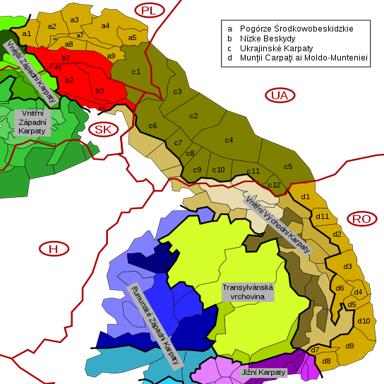 PL
a Pogórze Środkowobeskidzkie
b Nízke Beskydy
c Ukrajinské Karpaty
d Munții Carpați ai Moldo-Munteniei
a1
a2
a3
a4
a5
a7
a8
a9
b2
b2
b3
Vnější Západní Karpaty
Vnitřní
Západní
Karpaty
SK
UA
c1
c3
c2
c6
c4
c7
c8
c9
c10
c11
c5
c12
Vnitřní Východní Karpaty
d1
d11
d11
d2
d3
d6
d4
d5
d10
d7
d9
d8
RO
H
Transylvánská
vrchovina
Rumunské Západní Karpaty
Jižní Karpaty